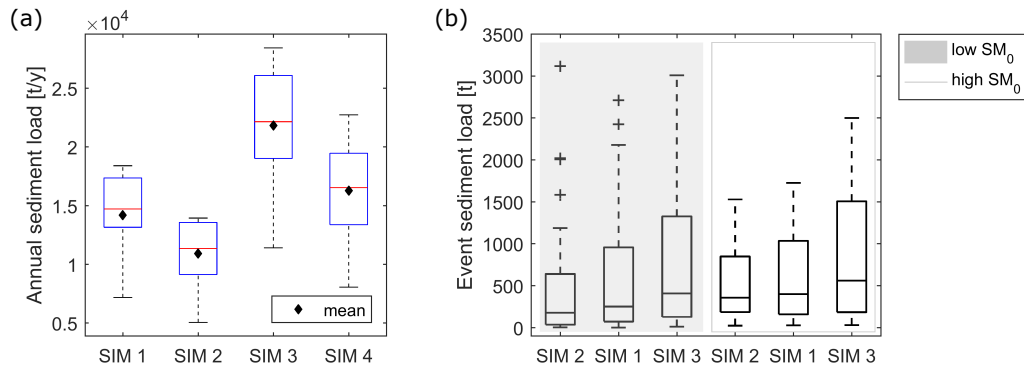 (a)
×10⁴
Annual sediment load [t/y]
2.5
2
1.5
1
0.5
mean
SIM 1 SIM 2 SIM 3 SIM 4
(b)
Event sediment load [t]
3500
3000
2500
2000
1500
1000
500
0
SIM 2 SIM 1 SIM 3 SIM 2 SIM 1 SIM 3
low SM₀
high SM₀